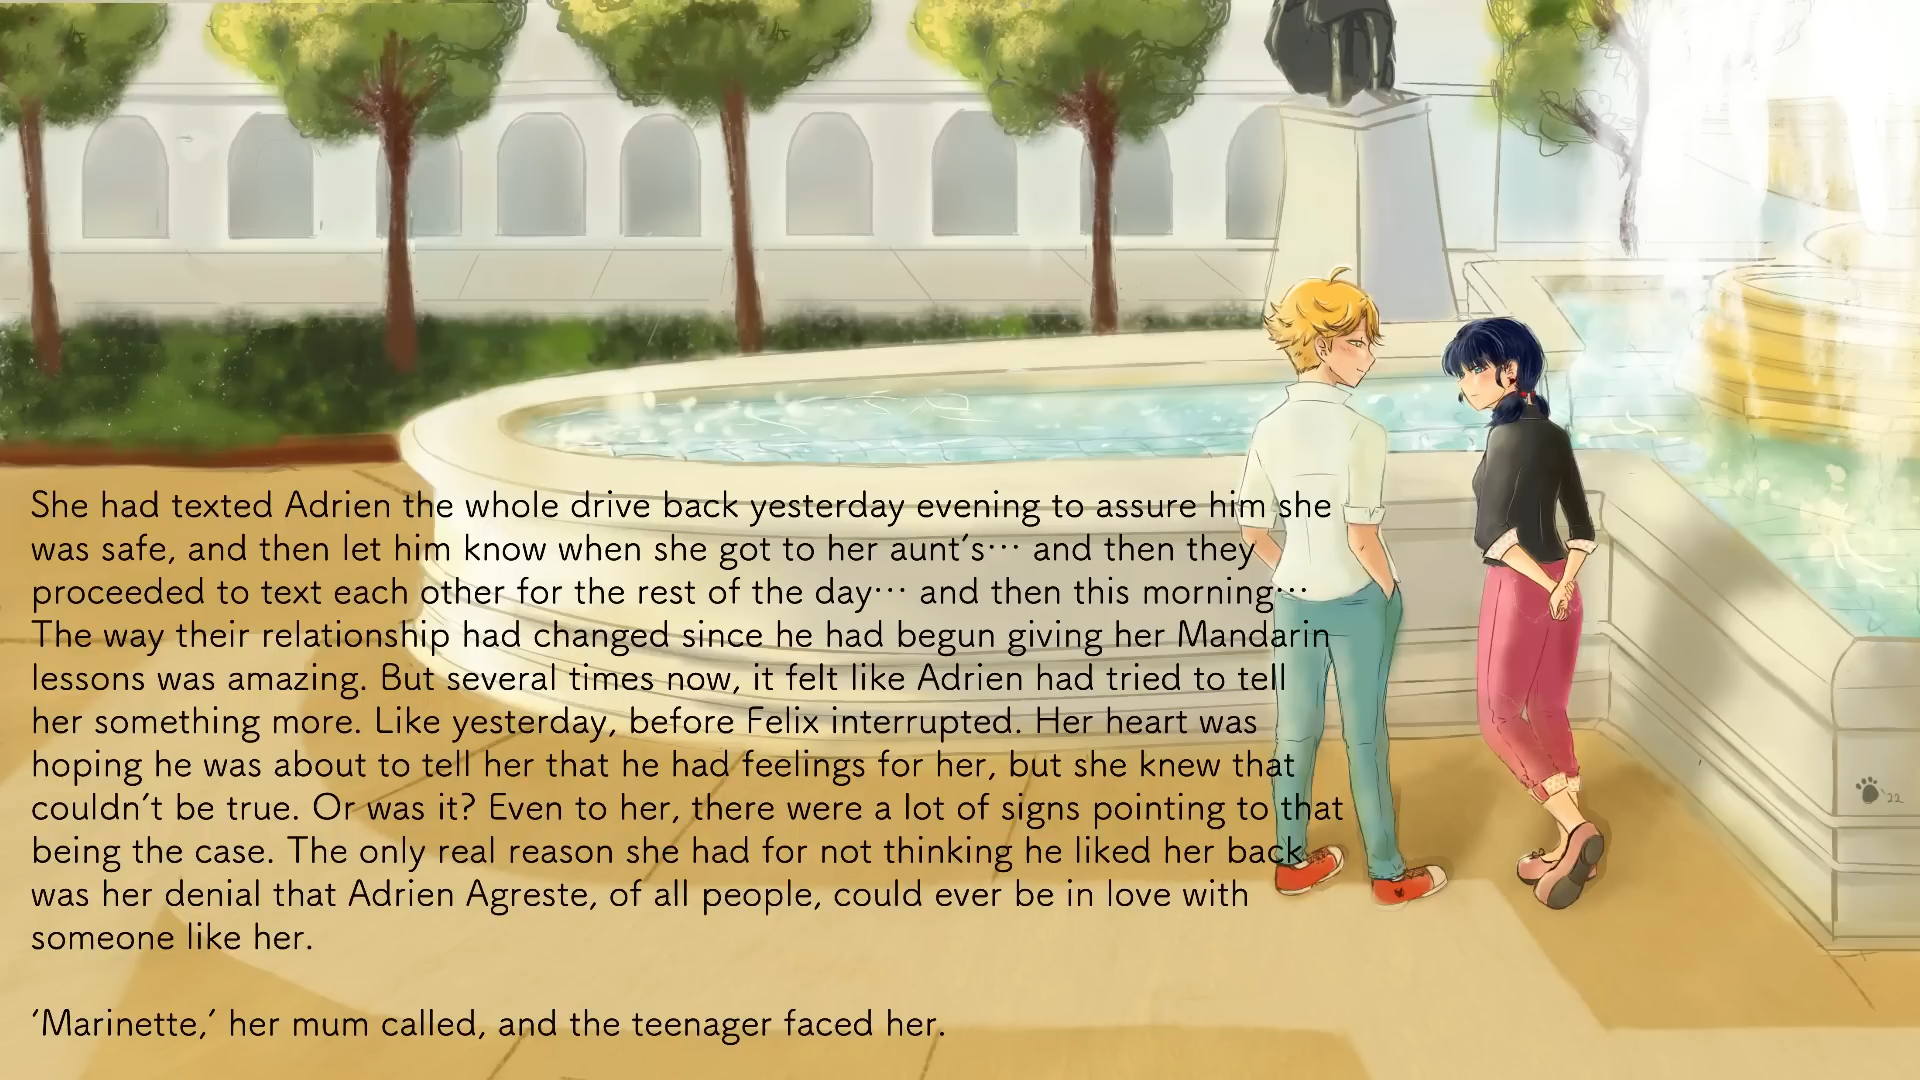 She had texted Adrien the whole drive back yesterday evening to assure him she
was safe, and then let him know when she got to her aunt's… and then they
proceeded to text each other for the rest of the day… and then this morning…
The way their relationship had changed since he had begun giving her Mandarin
lessons was amazing. But several times now, it felt like Adrien had tried to tell
her something more. Like yesterday, before Felix interrupted. Her heart was
hoping he was about to tell her that he had feelings for her, but she knew that
couldn't be true. Or was it? Even to her, there were a lot of signs pointing to that
being the case. The only real reason she had for not thinking he liked her back
was her denial that Adrien Agreste, of all people, could ever be in love with
someone like her.
'Marinette,' her mum called, and the teenager faced her.
'22